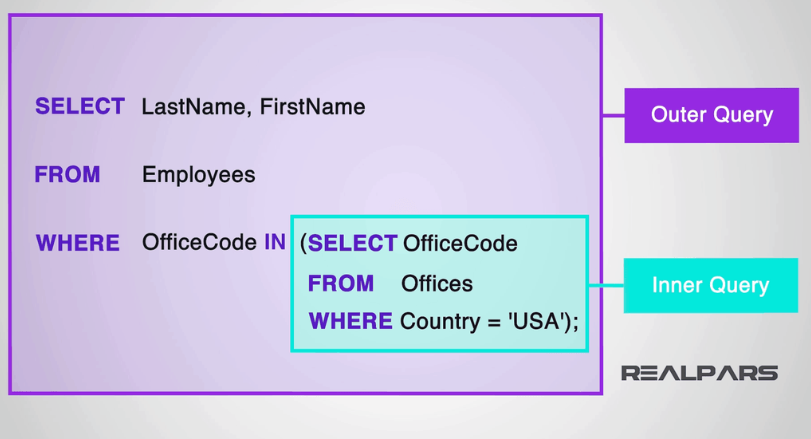 SELECT LastName, FirstName
Outer Query
FROM Employees
WHERE OfficeCode IN (SELECT OfficeCode
FROM Offices
Inner Query
WHERE Country = 'USA');
REALPARS